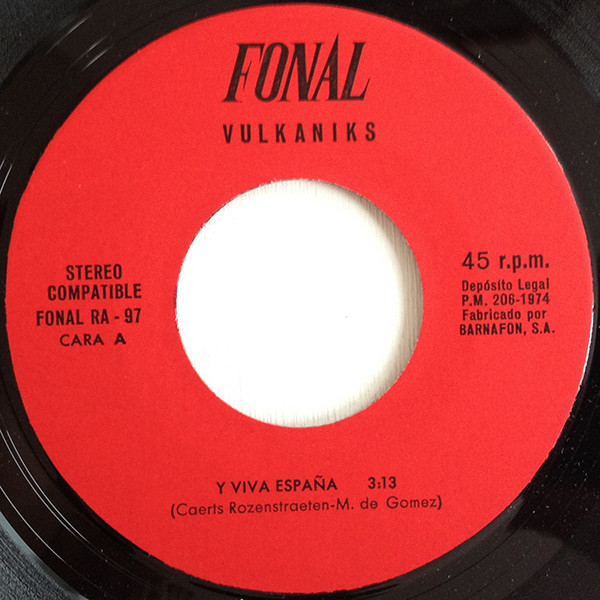 FONAL
VULKANIKS
STEREO
COMPATIBLE
FONAL RA - 97
CARA A
45 r.p.m.
Depósito Legal
P.M. 206-1974
Fabricado por
BARNAFON, S.A.
Y VIVA ESPAÑA 3:13
(Caerts Rozenstraeten-M. de Gomez)